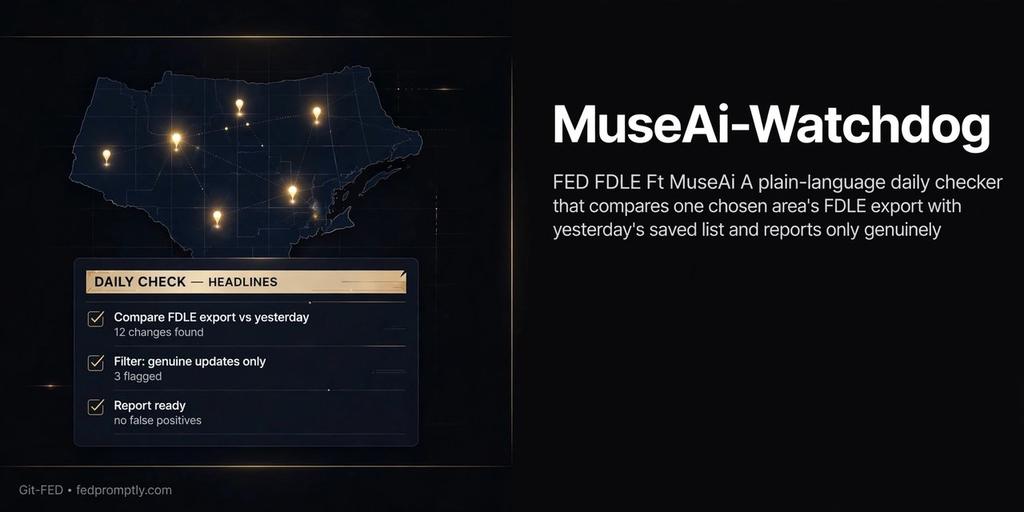 DAILY CHECK — HEADLINES
Compare FDLE export vs yesterday
12 changes found
Filter: genuine updates only
3 flagged
Report ready
no false positives
Git-FED • fedpromptly.com
MuseAi-Watchdog
FED FDLE Ft MuseAi A plain-language daily checker
that compares one chosen area's FDLE export with
yesterday's saved list and reports only genuinely